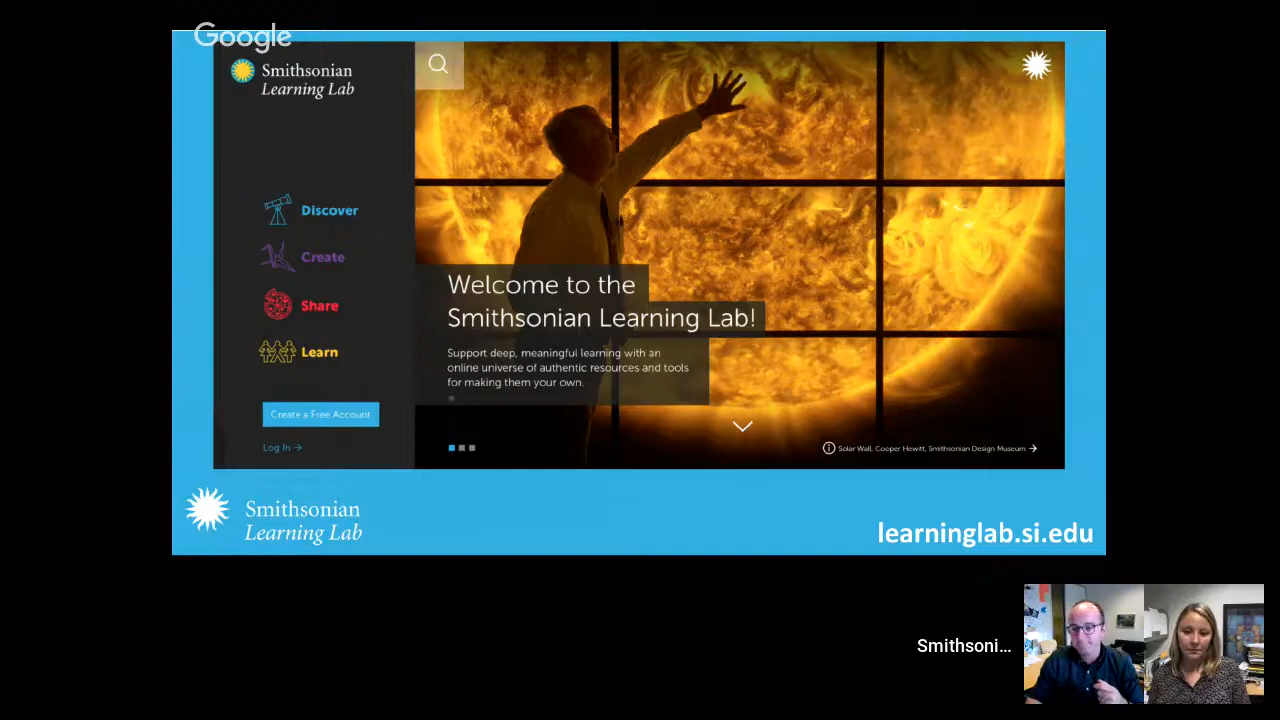 Google
Smithsonian
Learning Lab
Discover
Create
Share
Learn
Create a Free Account
Log In →
Welcome to the
Smithsonian Learning Lab!
Support deep, meaningful learning with an
online universe of authentic resources and tools
for making them your own.
Solar Wall, Cooper Hewitt, Smithsonian Design Museum →
Smithsonian
Learning Lab
learninglab.si.edu
Smithsoni...